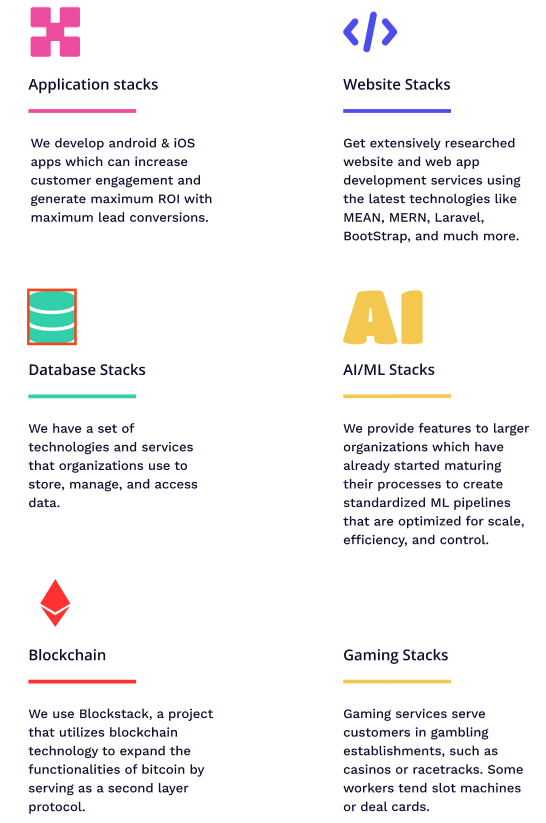 Application stacks
We develop android & iOS
apps which can increase
customer engagement and
generate maximum ROI with
maximum lead conversions.
Website Stacks
Get extensively researched
website and web app
development services using
the latest technologies like
MEAN, MERN, Laravel,
BootStrap, and much more.
Database Stacks
We have a set of
technologies and services
that organizations use to
store, manage, and access
data.
AI
AI/ML Stacks
We provide features to larger
organizations which have
already started maturing
their processes to create
standardized ML pipelines
that are optimized for scale,
efficiency, and control.
Blockchain
We use Blockstack, a project
that utilizes blockchain
technology to expand the
functionalities of bitcoin by
serving as a second layer
protocol.
Gaming Stacks
Gaming services serve
customers in gambling
establishments, such as
casinos or racetracks. Some
workers tend slot machines
or deal cards.